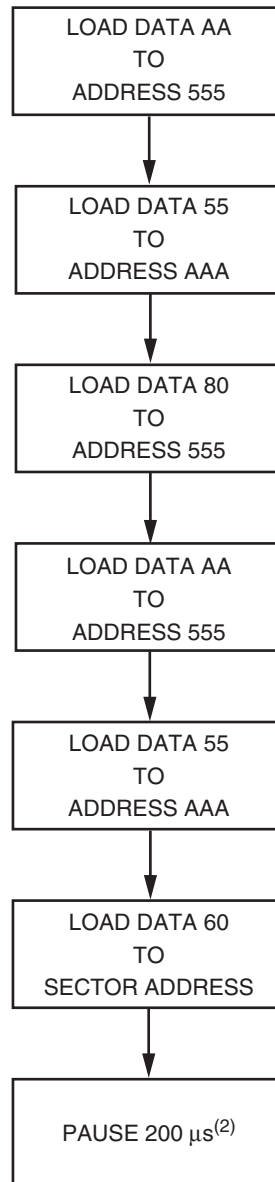 LOAD DATA AA
TO
ADDRESS 555
LOAD DATA 55
TO
ADDRESS AAA
LOAD DATA 80
TO
ADDRESS 555
LOAD DATA AA
TO
ADDRESS 555
LOAD DATA 55
TO
ADDRESS AAA
LOAD DATA 60
TO
SECTOR ADDRESS
PAUSE 200 μs(2)